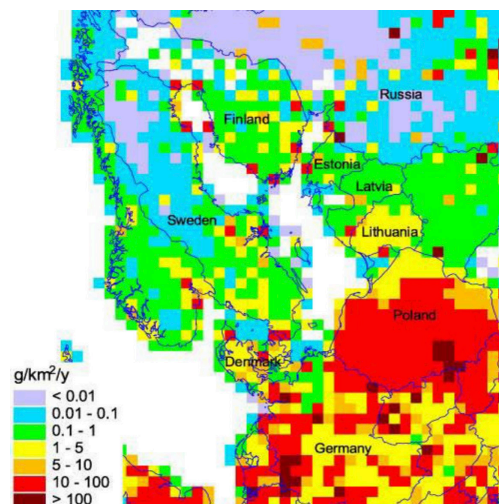 Russia
Finland
Estonia
Latvia
Sweden
Lithuania
Poland
Denmark
Germany
g/km²/y
< 0.01
0.01 - 0.1
0.1 - 1
1 - 5
5 - 10
10 - 100
> 100